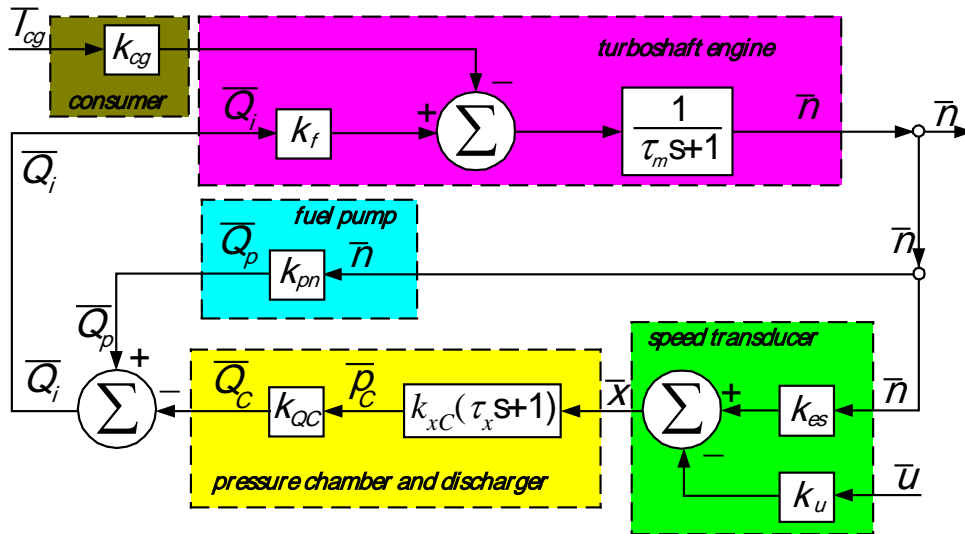 T̅cg
kcg
consumer
turboshaft engine
−
Q̅i
kf
+
Σ
1
τms+1
n̅
n̅
Q̅i
fuel pump
Q̅p
kpn
n̅
n̅
Q̅p
+
Q̅i
Σ
−
Q̅C
kQC
p̅C
kxC(τxs+1)
pressure chamber and discharger
speed transducer
x̅
Σ
+
kes
n̅
−
ku
u̅